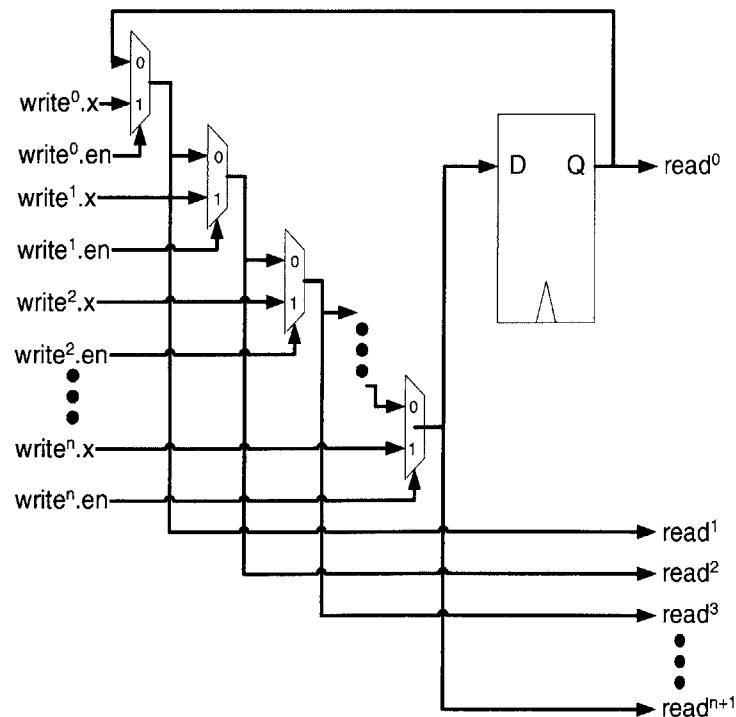 0
write⁰.x
1
write⁰.en
0
D Q
read⁰
write¹.x
1
write¹.en
0
write².x
1
write².en
0
writeⁿ.x
1
writeⁿ.en
read¹
read²
read³
readⁿ⁺¹